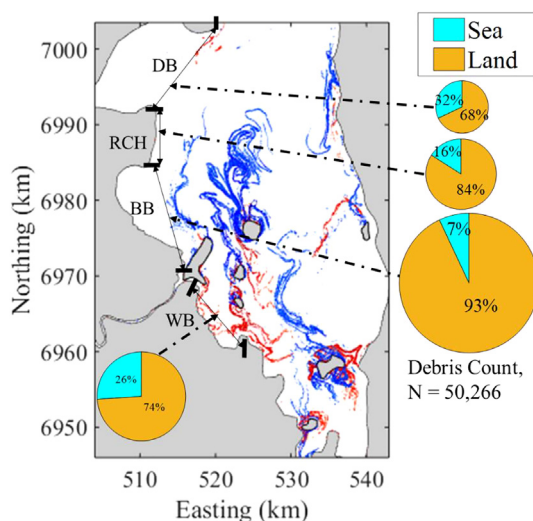 7000
6990
6980
6970
6960
6950
Northing (km)
510
520
530
540
Easting (km)
DB
RCH
BB
WB
Sea
Land
32%
68%
16%
84%
7%
93%
Debris Count,
N = 50,266
26%
74%